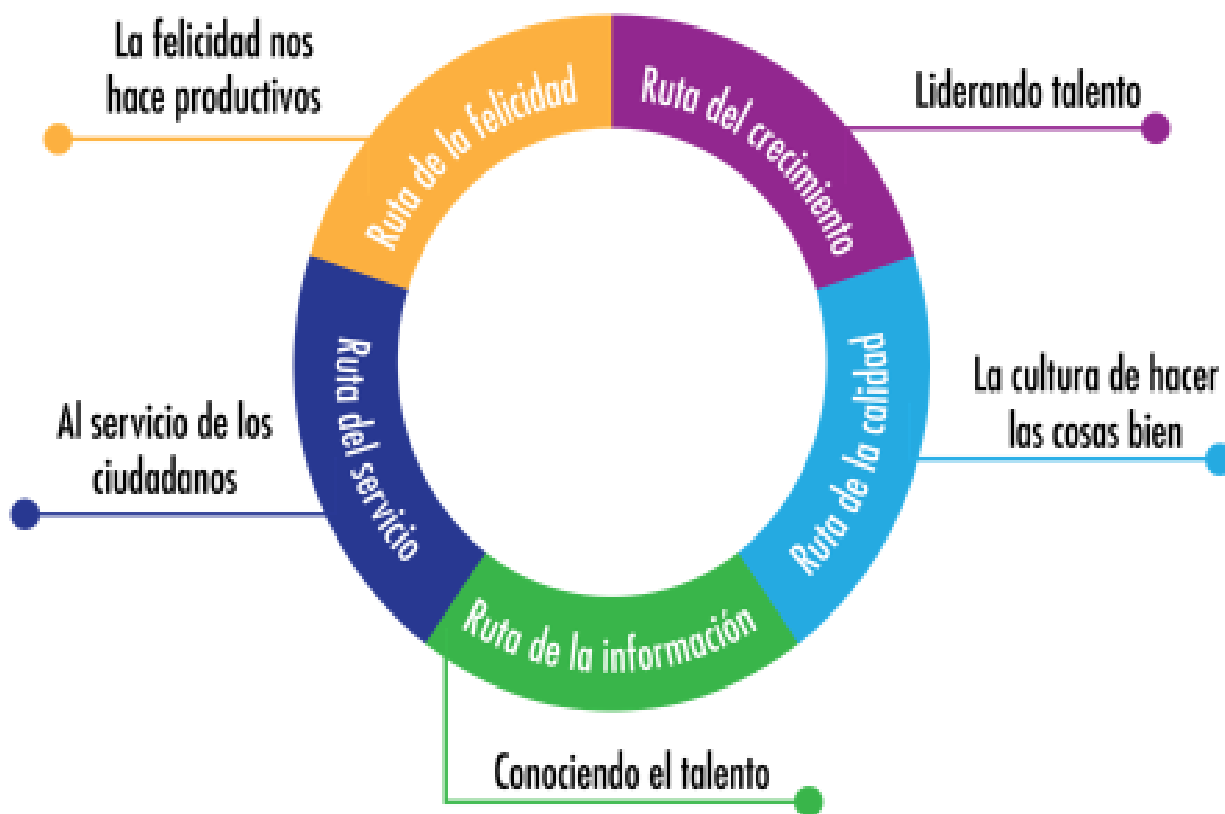 La felicidad nos
hace productivos
Ruta de la felicidad
Ruta del crecimiento
Liderando talento
Ruta de la calidad
La cultura de hacer
las cosas bien
Ruta de la información
Conociendo el talento
Ruta del servicio
Al servicio de los
ciudadanos